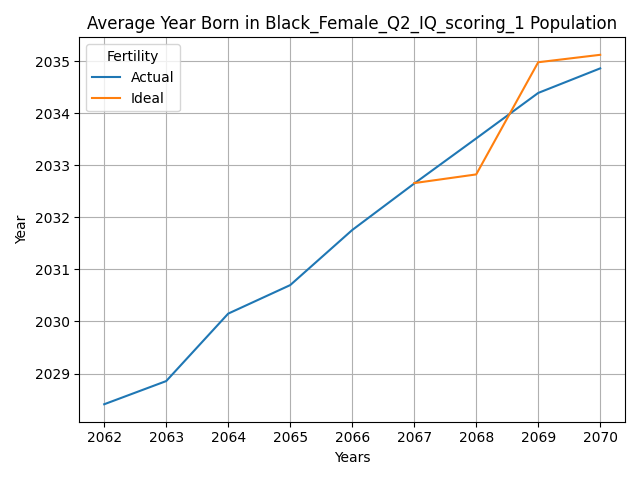 Average Year Born in Black_Female_Q2_IQ_scoring_1 Population
Fertility
Actual
Ideal
2035
2034
2033
2032
2031
2030
2029
Year
2062 2063 2064 2065 2066 2067 2068 2069 2070
Years